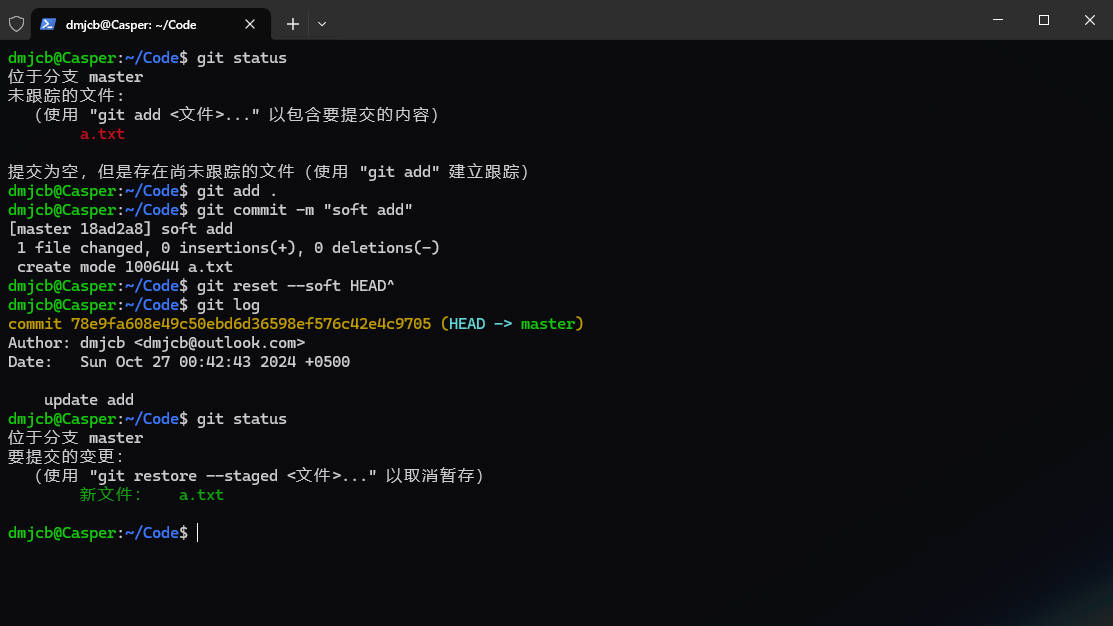 dmjcb@Casper: ~/Code
dmjcb@Casper:~/Code$ git status
位于分支 master
未跟踪的文件:
  (使用 "git add <文件>..." 以包含要提交的内容)
        a.txt
提交为空，但是存在尚未跟踪的文件（使用 "git add" 建立跟踪）
dmjcb@Casper:~/Code$ git add .
dmjcb@Casper:~/Code$ git commit -m "soft add"
[master 18ad2a8] soft add
 1 file changed, 0 insertions(+), 0 deletions(-)
 create mode 100644 a.txt
dmjcb@Casper:~/Code$ git reset --soft HEAD^
dmjcb@Casper:~/Code$ git log
commit 78e9fa608e49c50ebd6d36598ef576c42e4c9705 (HEAD -> master)
Author: dmjcb <dmjcb@outlook.com>
Date:   Sun Oct 27 00:42:43 2024 +0500
    update add
dmjcb@Casper:~/Code$ git status
位于分支 master
要提交的变更：
  （使用 "git restore --staged <文件>..." 以取消暂存）
        新文件：   a.txt
dmjcb@Casper:~/Code$